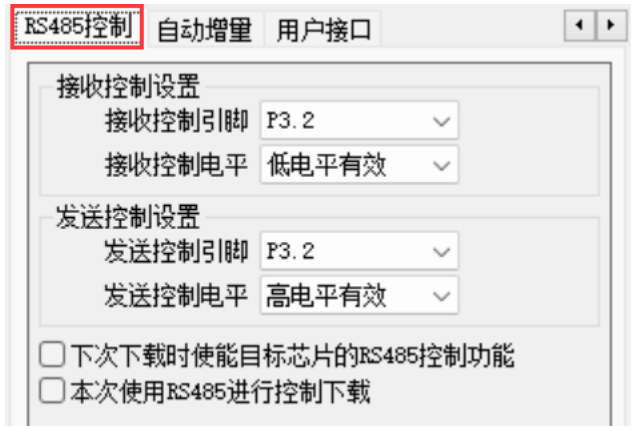 RS485控制 自动增量 用户接口
接收控制设置
接收控制引脚 P3.2
接收控制电平 低电平有效
发送控制设置
发送控制引脚 P3.2
发送控制电平 高电平有效
下次下载时使能目标芯片的RS485控制功能
本次使用RS485进行控制下载